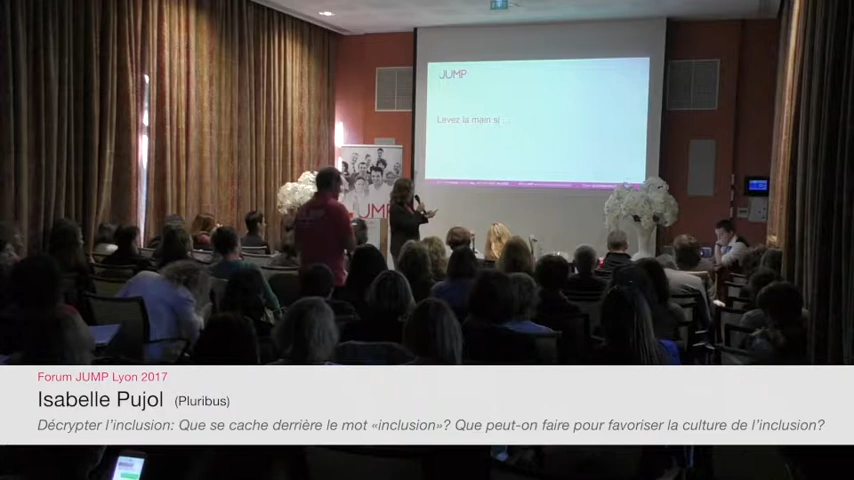 JUMP
Levez la main si ...
JUMP
Forum JUMP Lyon 2017
Isabelle Pujol (Pluribus)
Décrypter l’inclusion: Que se cache derrière le mot «inclusion»? Que peut-on faire pour favoriser la culture de l’inclusion?